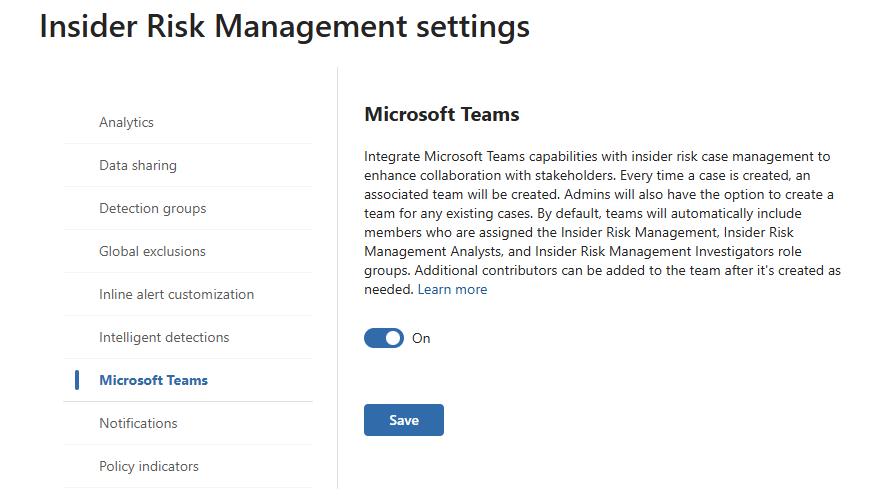 Insider Risk Management settings
Analytics
Data sharing
Detection groups
Global exclusions
Inline alert customization
Intelligent detections
Microsoft Teams
Notifications
Policy indicators
Microsoft Teams
Integrate Microsoft Teams capabilities with insider risk case management to
enhance collaboration with stakeholders. Every time a case is created, an
associated team will be created. Admins will also have the option to create a
team for any existing cases. By default, teams will automatically include
members who are assigned the Insider Risk Management, Insider Risk
Management Analysts, and Insider Risk Management Investigators role
groups. Additional contributors can be added to the team after it's created as
needed. Learn more
On
Save